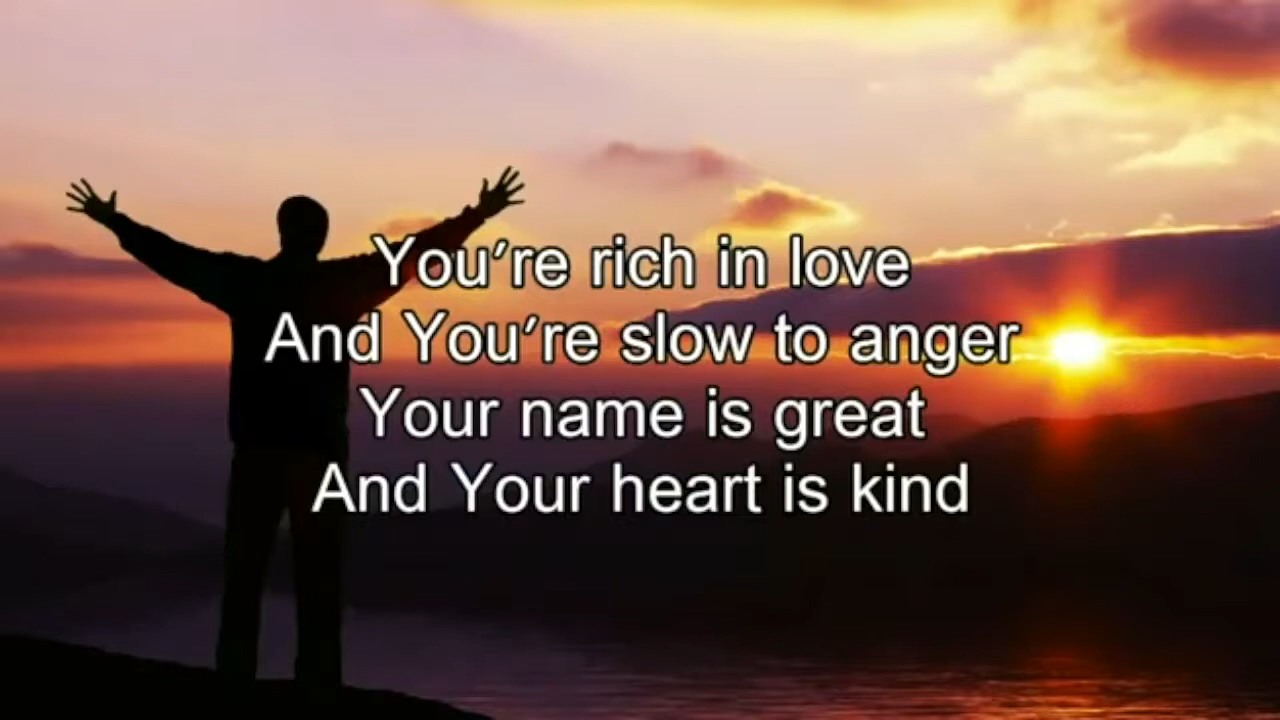 You're rich in love
And You're slow to anger
Your name is great
And Your heart is kind